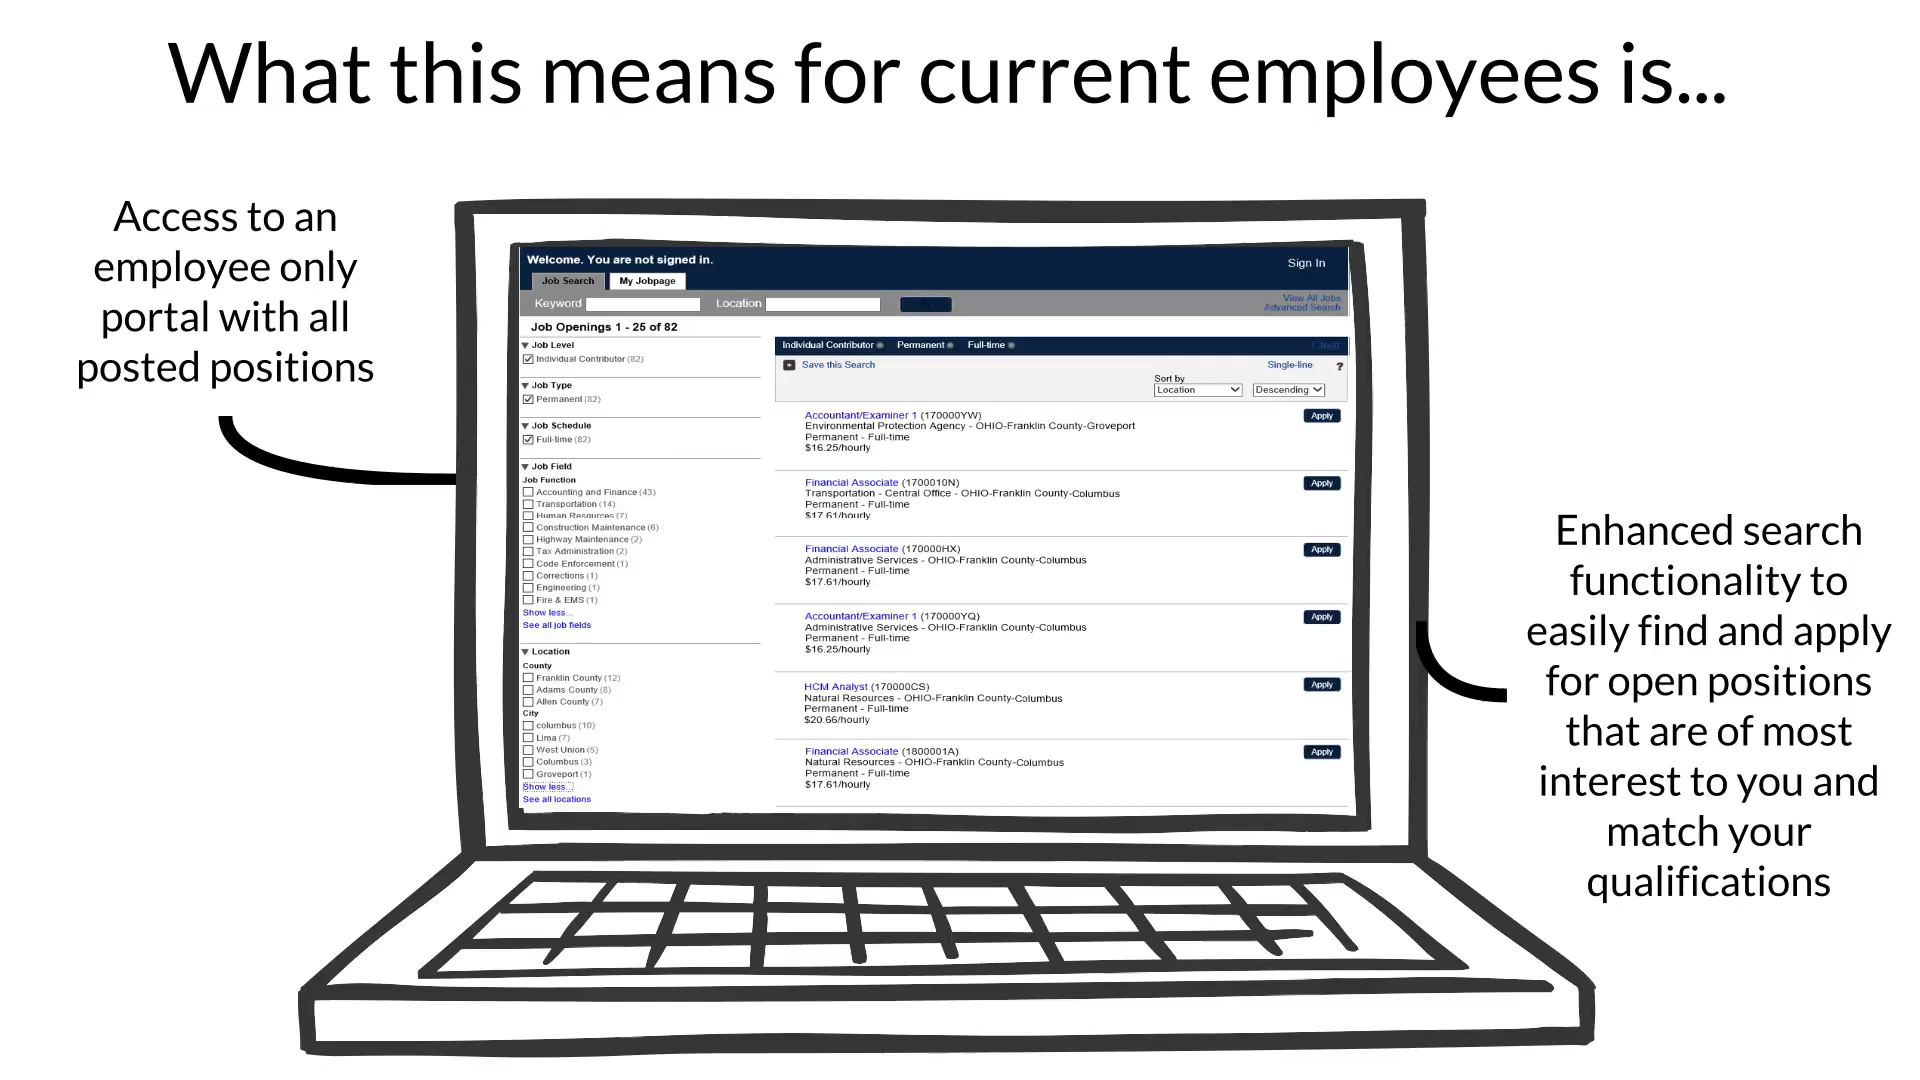 What this means for current employees is...
Access to an
employee only
portal with all
posted positions
Welcome. You are not signed in.
Sign In
Job Search
My Jobpage
Keyword
Location
View All Jobs
Advanced Search
Job Openings 1 - 25 of 82
Job Level
Individual Contributor (82)
Job Type
Permanent (82)
Job Schedule
Full-time (82)
Job Field
Job Function
Accounting and Finance (43)
Transportation (14)
Human Resources (7)
Construction Maintenance (6)
Highway Maintenance (2)
Tax Administration (2)
Code Enforcement (1)
Corrections (1)
Engineering (1)
Fire & EMS (1)
Show less...
See all job fields
Location
County
Franklin County (12)
Adams County (8)
Allen County (7)
City
columbus (10)
Lima (7)
West Union (5)
Columbus (3)
Groveport (1)
Show less...
See all locations
Individual Contributor
Permanent
Full-time
Clear
Save this Search
Single-line
?
Sort by
Location
Descending
Accountant/Examiner 1 (170000YW)
Apply
Environmental Protection Agency - OHIO-Franklin County-Groveport
Permanent - Full-time
$16.25/hourly
Financial Associate (1700010N)
Apply
Transportation - Central Office - OHIO-Franklin County-Columbus
Permanent - Full-time
$17.61/hourly
Financial Associate (170000HX)
Apply
Administrative Services - OHIO-Franklin County-Columbus
Permanent - Full-time
$17.61/hourly
Accountant/Examiner 1 (170000YQ)
Apply
Administrative Services - OHIO-Franklin County-Columbus
Permanent - Full-time
$16.25/hourly
HCM Analyst (170000CS)
Apply
Natural Resources - OHIO-Franklin County-Columbus
Permanent - Full-time
$20.66/hourly
Financial Associate (1800001A)
Apply
Natural Resources - OHIO-Franklin County-Columbus
Permanent - Full-time
$17.61/hourly
Enhanced search
functionality to
easily find and apply
for open positions
that are of most
interest to you and
match your
qualifications